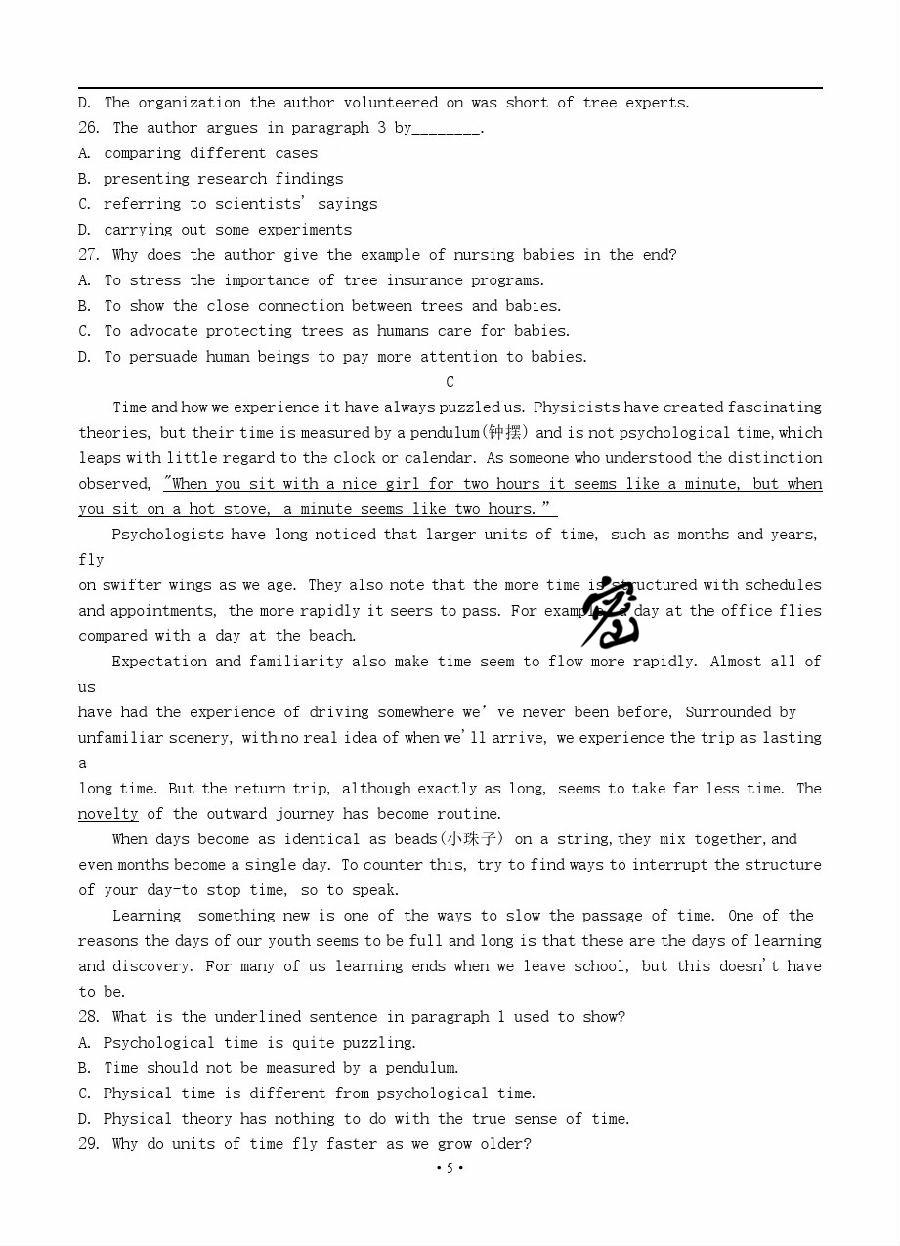 D. The organization the author volunteered on was short of tree experts.
26. The author argues in paragraph 3 by________.
A. comparing different cases
B. presenting research findings
C. referring to scientists' sayings
D. carrying out some experiments
27. Why does the author give the example of nursing babies in the end?
A. To stress the importance of tree insurance programs.
B. To show the close connection between trees and babies.
C. To advocate protecting trees as humans care for babies.
D. To persuade human beings to pay more attention to babies.
C
Time and how we experience it have always puzzled us. Physicists have created fascinating
theories, but their time is measured by a pendulum(钟摆) and is not psychological time, which
leaps with little regard to the clock or calendar. As someone who understood the distinction
observed, "When you sit with a nice girl for two hours it seems like a minute, but when
you sit on a hot stove, a minute seems like two hours."
Psychologists have long noticed that larger units of time, such as months and years,
fly
on swifter wings as we age. They also note that the more time is structured with schedules
and appointments, the more rapidly it seers to pass. For example, a day at the office flies
compared with a day at the beach.
密
Expectation and familiarity also make time seem to flow more rapidly. Almost all of
us
have had the experience of driving somewhere we've never been before, Surrounded by
unfamiliar scenery, with no real idea of when we'll arrive, we experience the trip as lasting
a
long time. But the return trip, although exactly as long, seems to take far less time. The
novelty of the outward journey has become routine.
When days become as identical as beads(小珠子) on a string, they mix together, and
even months become a single day. To counter this, try to find ways to interrupt the structure
of your day-to stop time, so to speak.
Learning something new is one of the ways to slow the passage of time. One of the
reasons the days of our youth seems to be full and long is that these are the days of learning
and discovery. For many of us learning ends when we leave school, but this doesn't have
to be.
28. What is the underlined sentence in paragraph 1 used to show?
A. Psychological time is quite puzzling.
B. Time should not be measured by a pendulum.
C. Physical time is different from psychological time.
D. Physical theory has nothing to do with the true sense of time.
29. Why do units of time fly faster as we grow older?
•5•